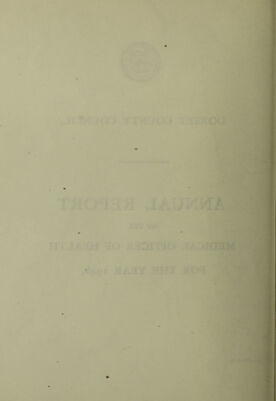 DORSET COUNTY COUNCIL.
ANNUAL REPORT
OF THE
MEDICAL OFFICER OF HEALTH
FOR THE YEAR